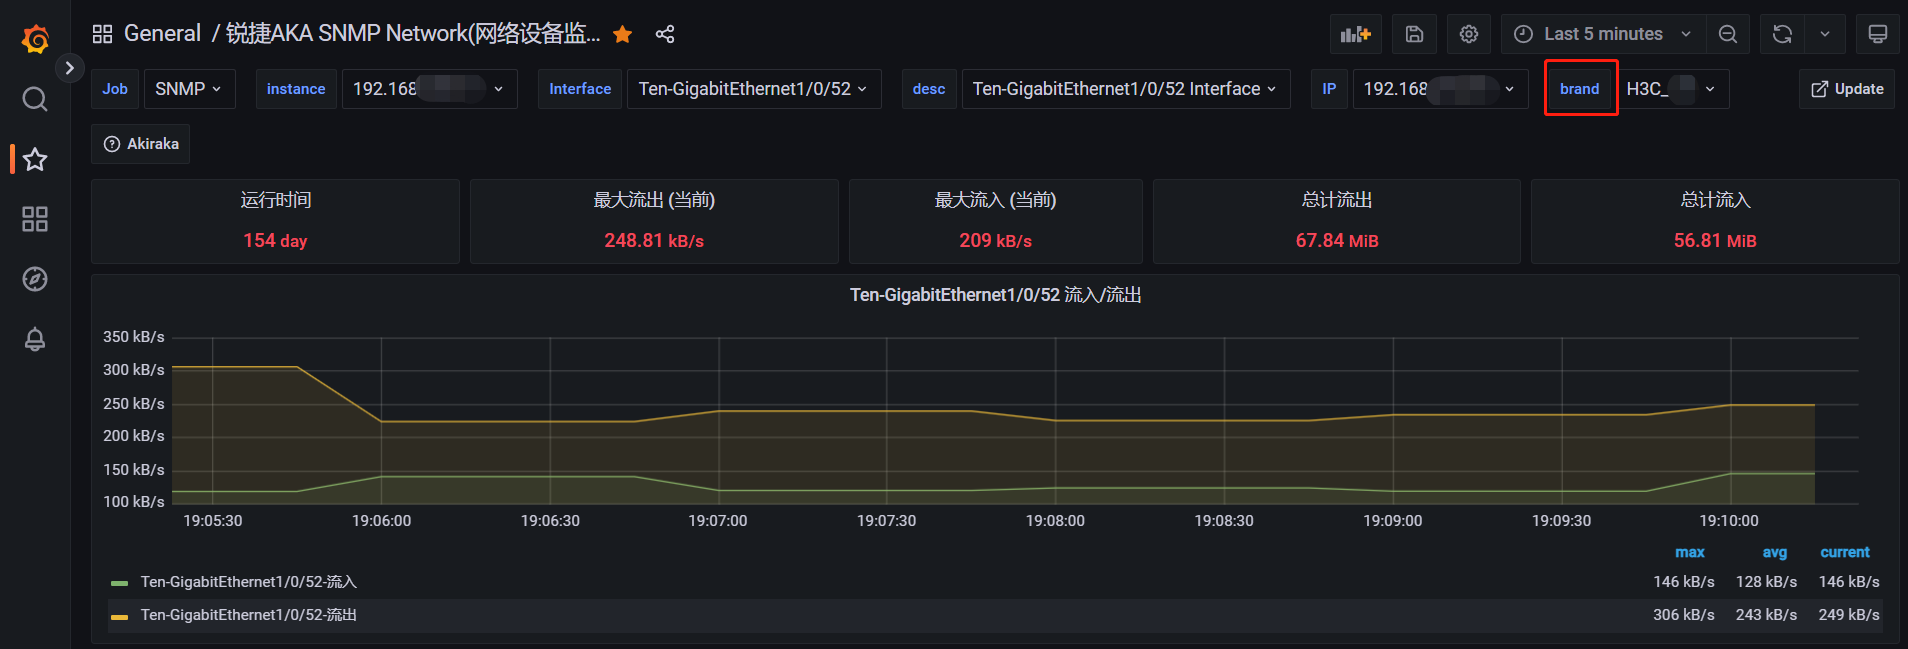 General / 锐捷AKA SNMP Network(网络设备监...
Last 5 minutes
Job SNMP instance 192.168 Interface Ten-GigabitEthernet1/0/52 desc Ten-GigabitEthernet1/0/52 Interface IP 192.168 brand H3C_ Update
Akiraka
运行时间 最大流出 (当前) 最大流入 (当前) 总计流出 总计流入
154 day 248.81 kB/s 209 kB/s 67.84 MiB 56.81 MiB
Ten-GigabitEthernet1/0/52 流入/流出
350 kB/s
300 kB/s
250 kB/s
200 kB/s
150 kB/s
100 kB/s
19:05:30 19:06:00 19:06:30 19:07:00 19:07:30 19:08:00 19:08:30 19:09:00 19:09:30 19:10:00
max avg current
Ten-GigabitEthernet1/0/52-流入 146 kB/s 128 kB/s 146 kB/s
Ten-GigabitEthernet1/0/52-流出 306 kB/s 243 kB/s 249 kB/s